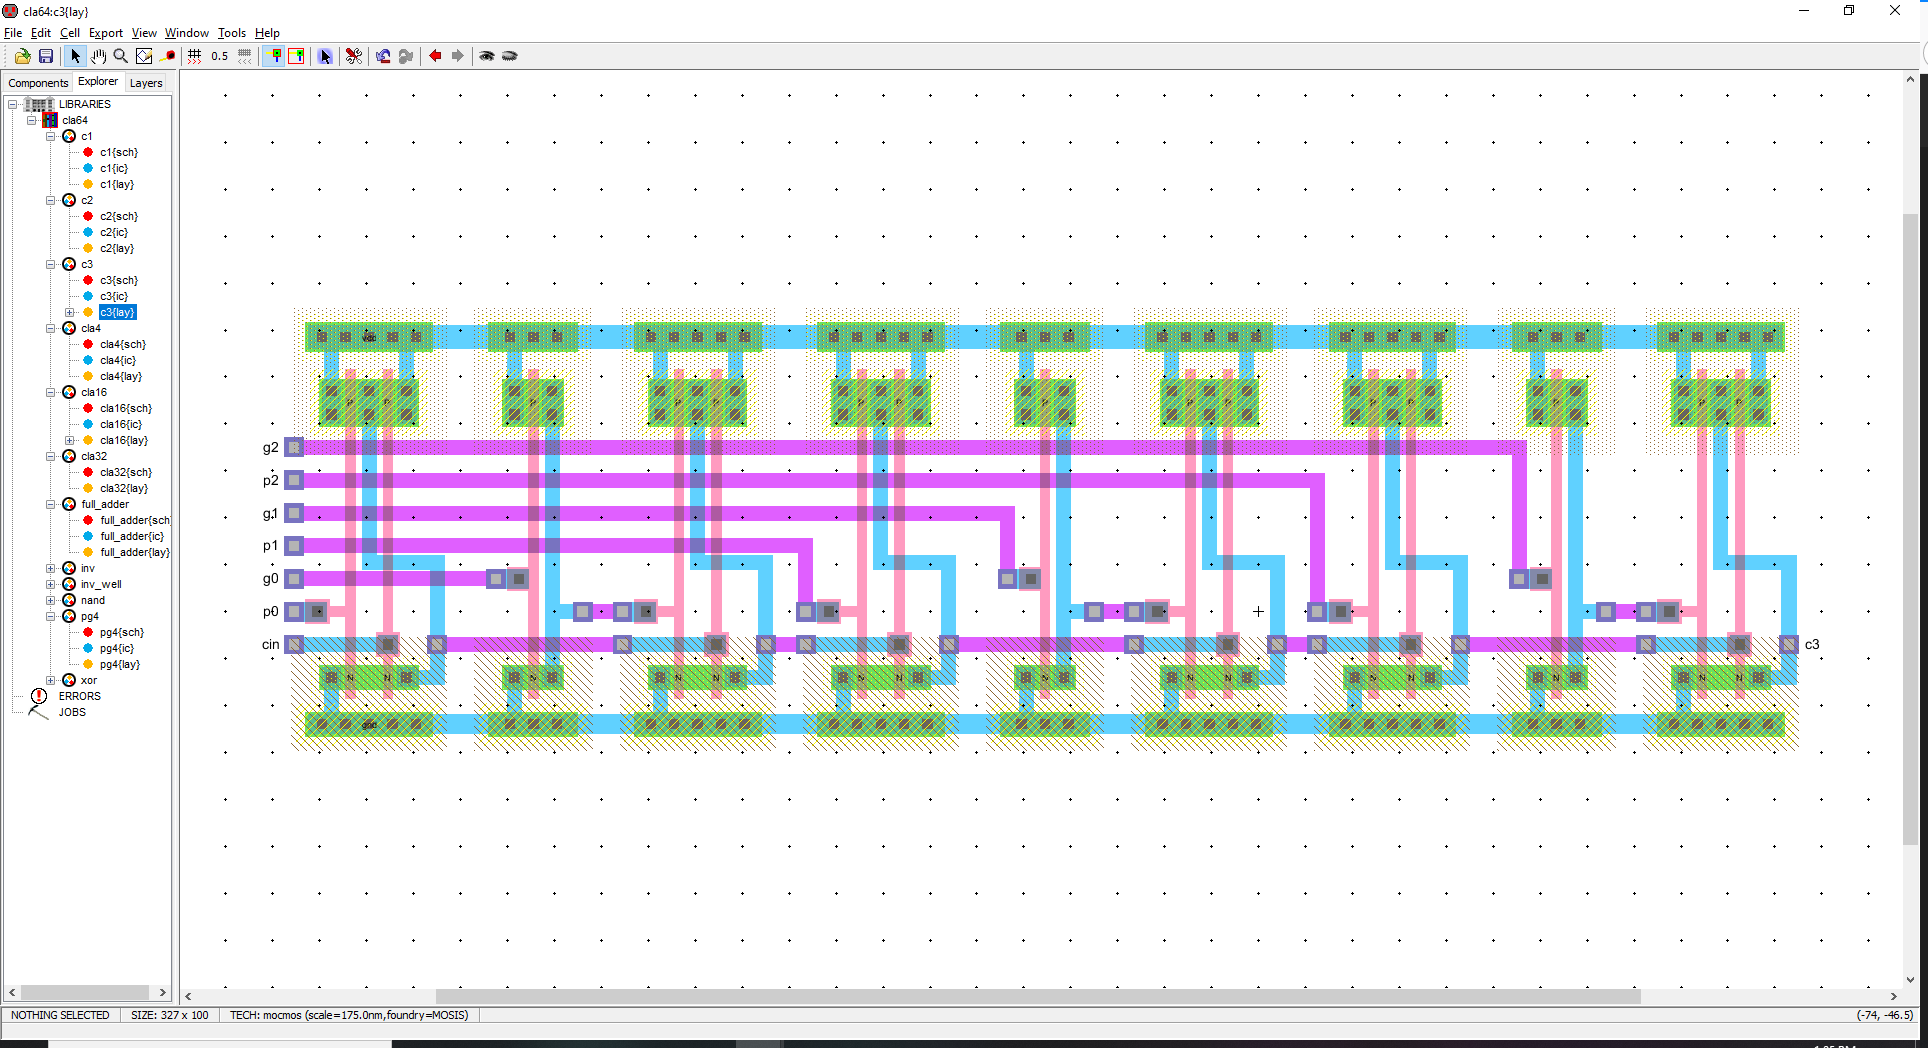 cla64:c3{lay}
File Edit Cell Export View Window Tools Help
0.5
Components Explorer Layers
LIBRARIES
cla64
c1
c1{sch}
c1{ic}
c1{lay}
c2
c2{sch}
c2{ic}
c2{lay}
c3
c3{sch}
c3{ic}
c3{lay}
cla4
cla4{sch}
cla4{ic}
cla4{lay}
cla16
cla16{sch}
cla16{ic}
cla16{lay}
cla32
cla32{sch}
cla32{lay}
full_adder
full_adder{sch
full_adder{ic}
full_adder{lay}
inv
inv_well
nand
pg4
pg4{sch}
pg4{ic}
pg4{lay}
xor
ERRORS
JOBS
vdd
P P P P P P P P P P P P P P P
g2
p2
g1
p1
g0
p0
cin c3
N N N N N N N N N N N N N N N
gnd
NOTHING SELECTED SIZE: 327 x 100 TECH: mocmos (scale=175.0nm,foundry=MOSIS) (-74, -46.5)